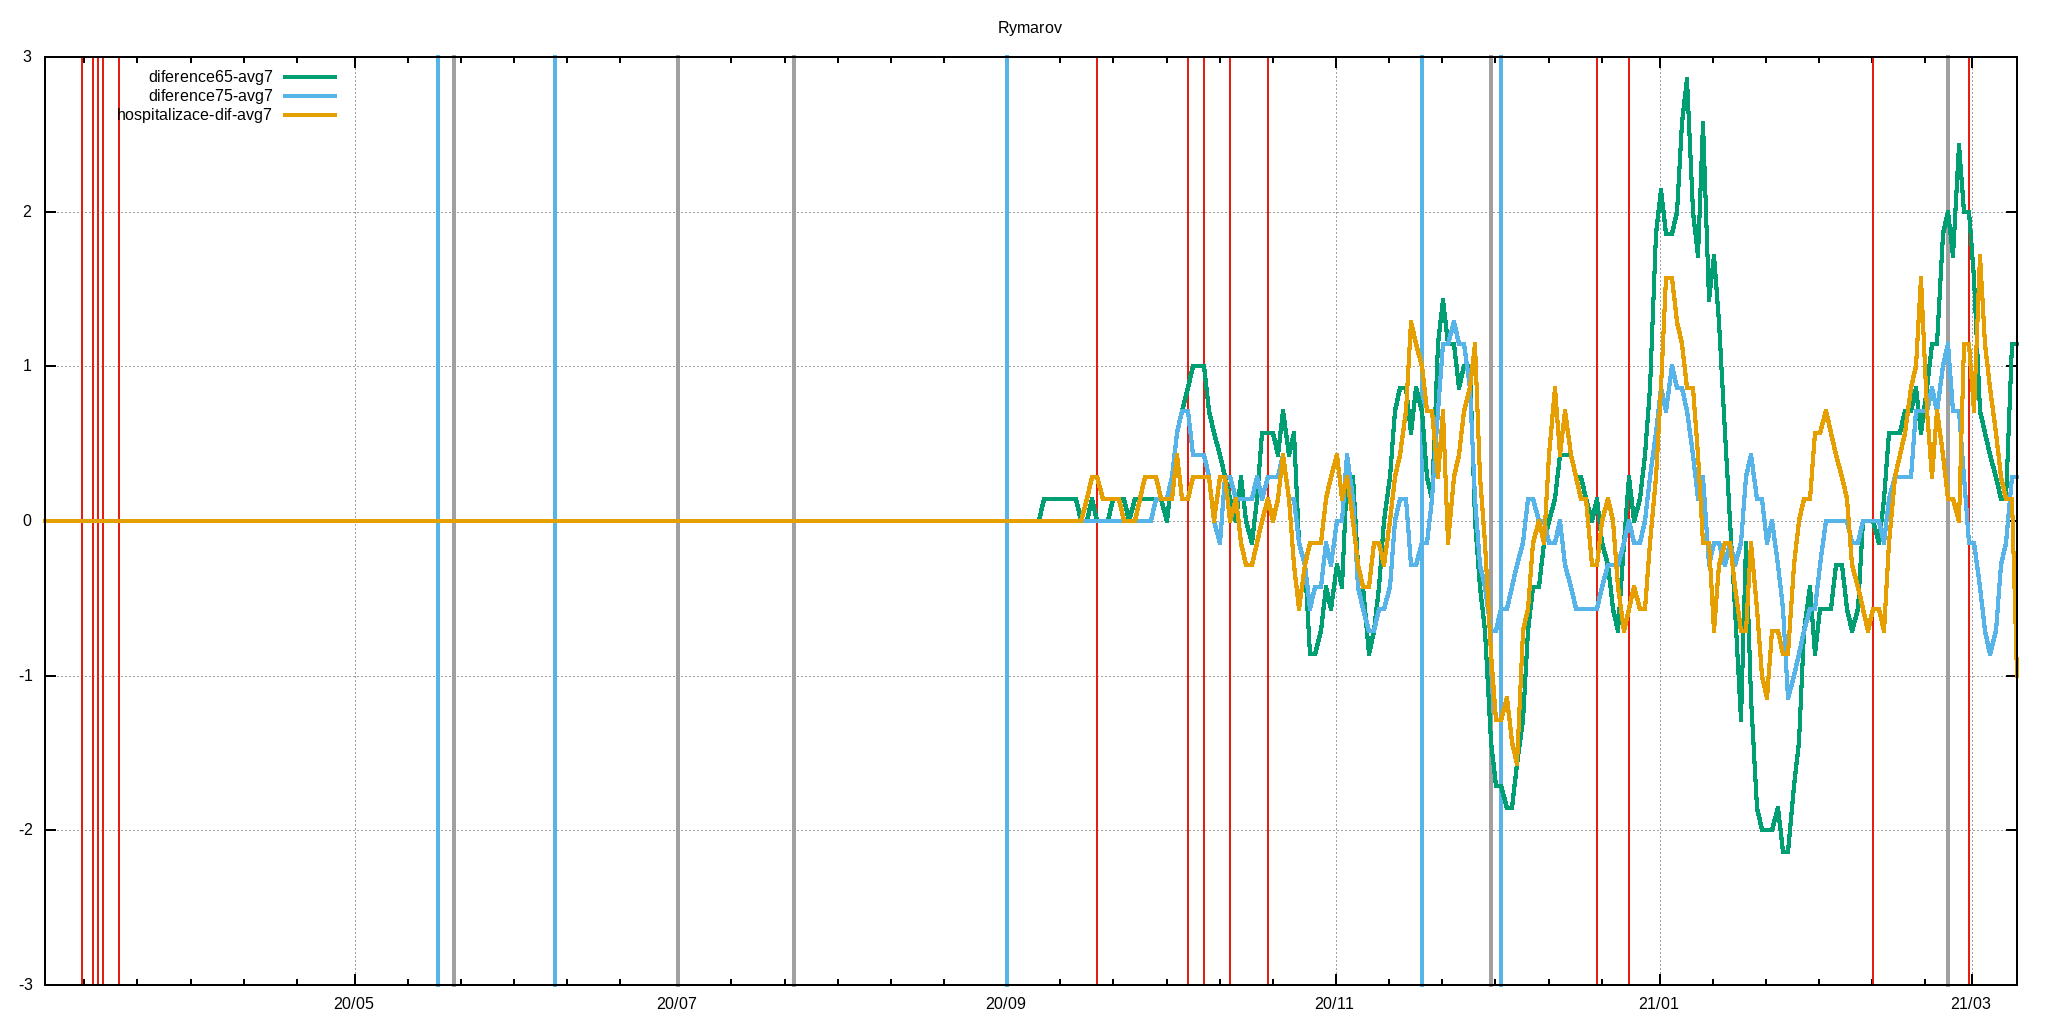 Rymarov
3
diference65-avg7
diference75-avg7
hospitalizace-dif-avg7
2
1
0
-1
-2
-3
20/05 20/07 20/09 20/11 21/01 21/03